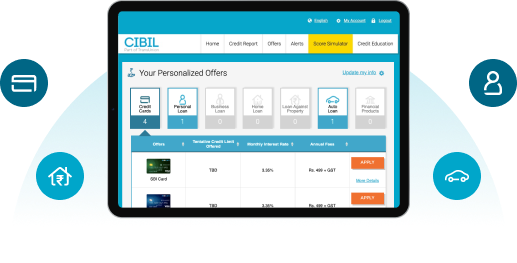 English My Account Logout
CIBIL
Part of TransUnion
Home Credit Report Offers Alerts Score Simulator Credit Education
Your Personalized Offers
Update my info
Credit Cards
4
Personal Loan
1
Business Loan
0
Home Loan
0
Loan Against Property
0
Auto Loan
1
Financial Products
0
Offers Tentative Credit Limit Offered Monthly Interest Rate Annual Fees
SBI Card TBD 3.35% Rs. 499 + GST APPLY
More Details
TBD 3.35% Rs. 499 + GST APPLY